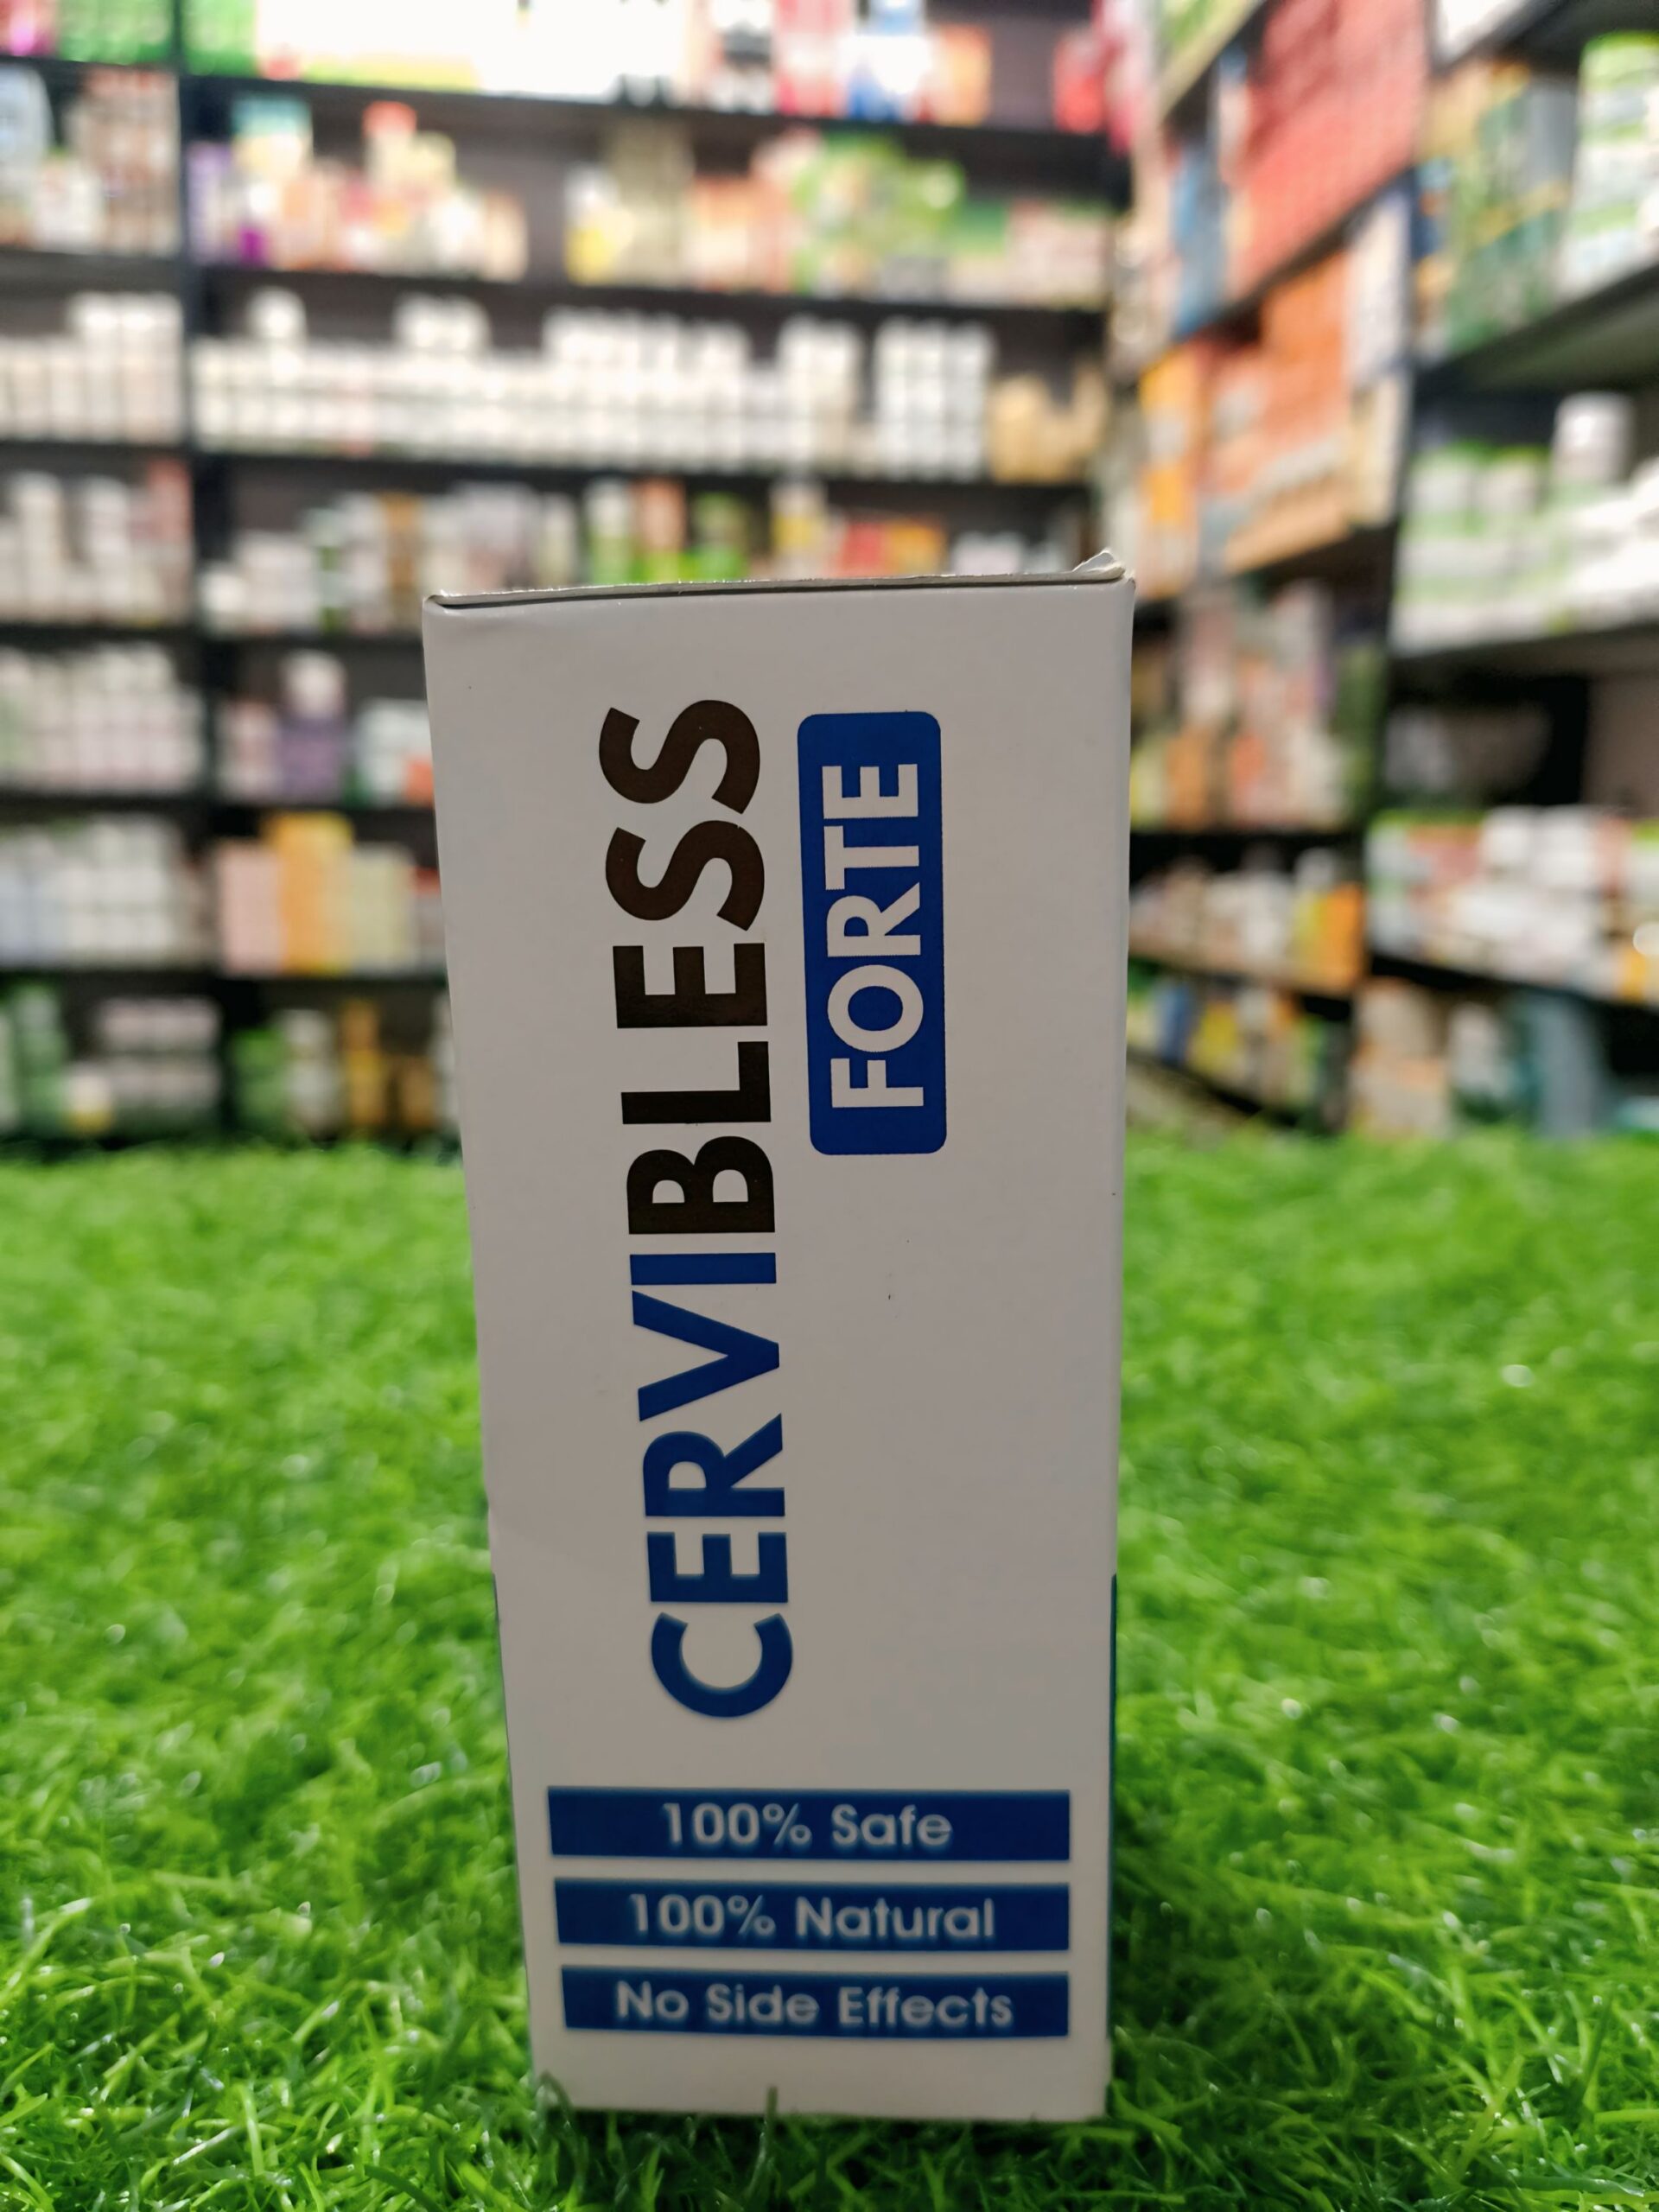 CERVIBLESS
FORTE
100% Safe
100% Natural
No Side Effects